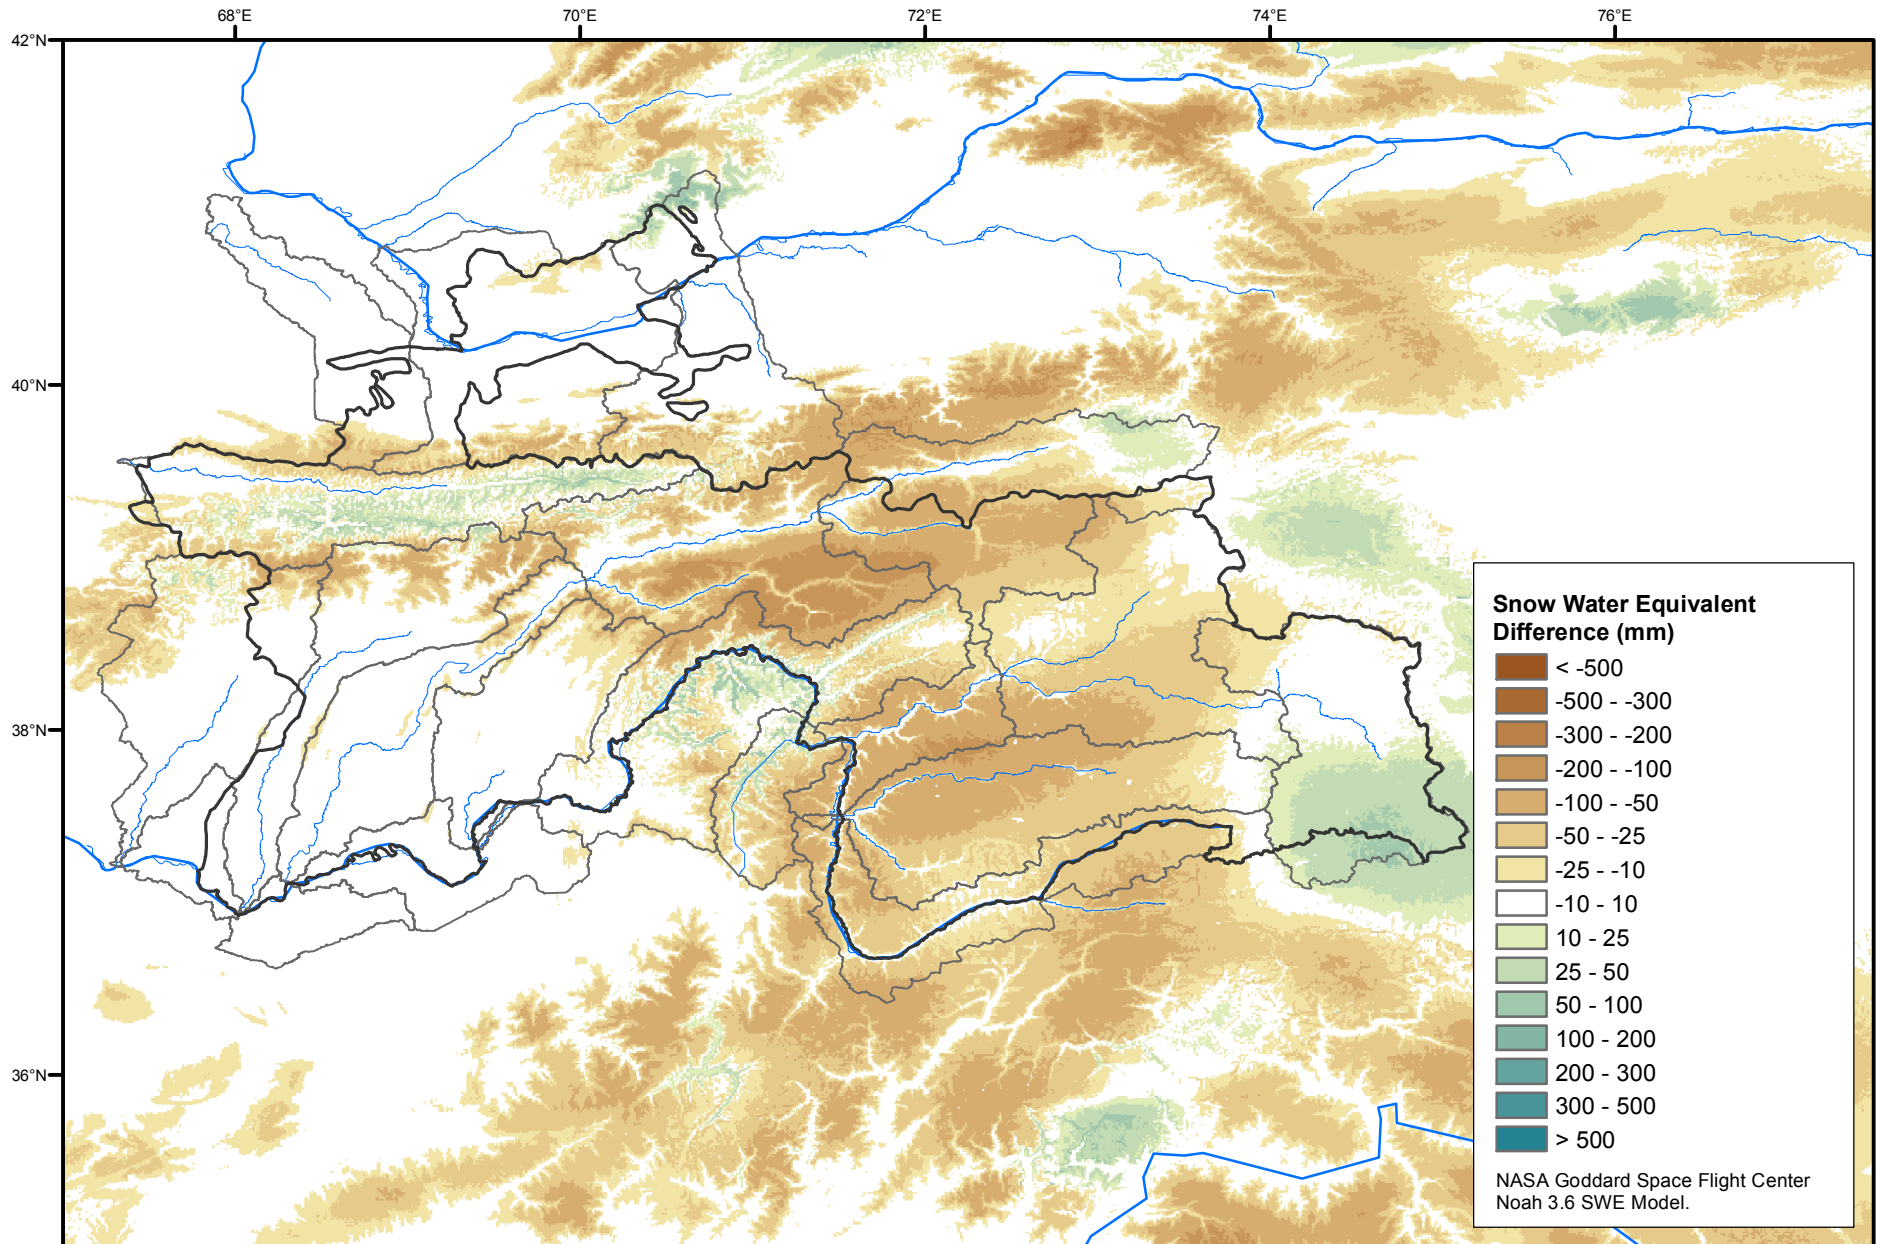 68°E
70°E
72°E
74°E
76°E
42°N
40°N
38°N
36°N
Snow Water Equivalent
Difference (mm)
< -500
-500 - -300
-300 - -200
-200 - -100
-100 - -50
-50 - -25
-25 - -10
-10 - 10
10 - 25
25 - 50
50 - 100
100 - 200
200 - 300
300 - 500
> 500
NASA Goddard Space Flight Center
Noah 3.6 SWE Model.